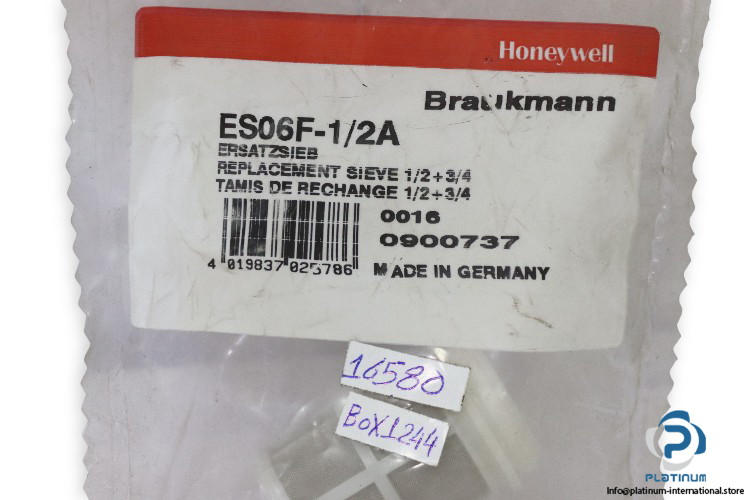 Honeywell
Braukmann
ES06F-1/2A
ERSATZSIEB
REPLACEMENT SIEVE 1/2+3/4
TAMIS DE RECHANGE 1/2+3/4
0016
0900737
4 019837 025786
MADE IN GERMANY
16580
BOX1244
PLATINUM
Info@platinum-international.store